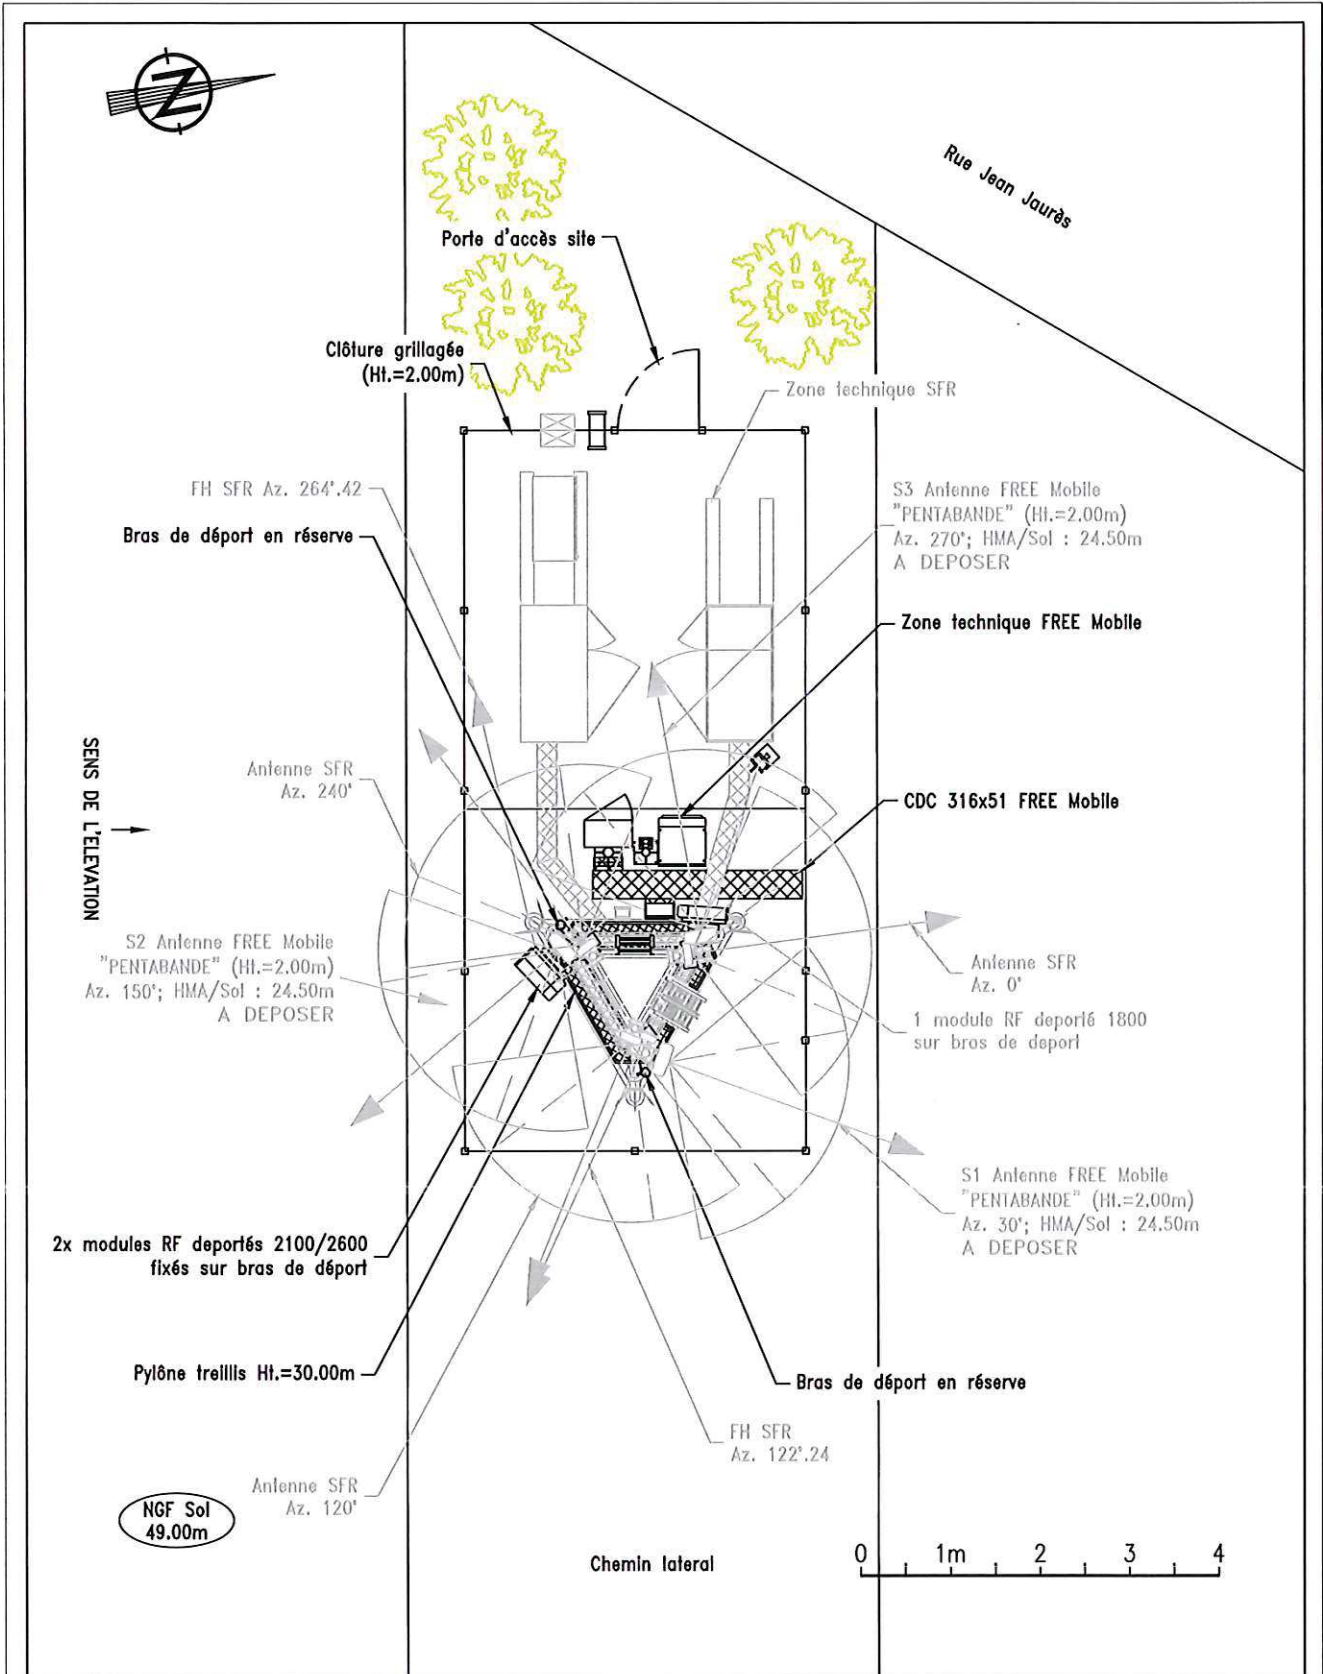 N
Rue Jean Jaurès
Porte d'accès site
Clôture grillagée
(Ht.=2.00m)
Zone technique SFR
FH SFR Az. 264°.42
Bras de déport en réserve
S3 Antenne FREE Mobile
"PENTABANDE" (Ht.=2.00m)
Az. 270°; HMA/Sol : 24.50m
A DEPOSER
Zone technique FREE Mobile
SENS DE L'ELEVATION
Antenne SFR
Az. 240°
CDC 316x51 FREE Mobile
S2 Antenne FREE Mobile
"PENTABANDE" (Ht.=2.00m)
Az. 150°; HMA/Sol : 24.50m
A DEPOSER
Antenne SFR
Az. 0°
1 module RF deporté 1800
sur bras de deport
S1 Antenne FREE Mobile
"PENTABANDE" (Ht.=2.00m)
Az. 30°; HMA/Sol : 24.50m
A DEPOSER
2x modules RF deportés 2100/2600
fixés sur bras de déport
Pylône treillis Ht.=30.00m
Bras de déport en réserve
FH SFR
Az. 122°.24
Antenne SFR
Az. 120°
NGF Sol
49.00m
Chemin lateral
0 1m 2 3 4